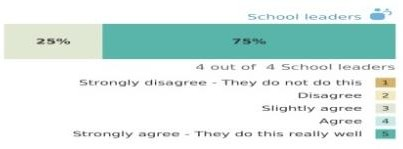 School leaders
25% 75%
4 out of 4 School leaders
Strongly disagree - They do not do this 1
Disagree 2
Slightly agree 3
Agree 4
Strongly agree - They do this really well 5